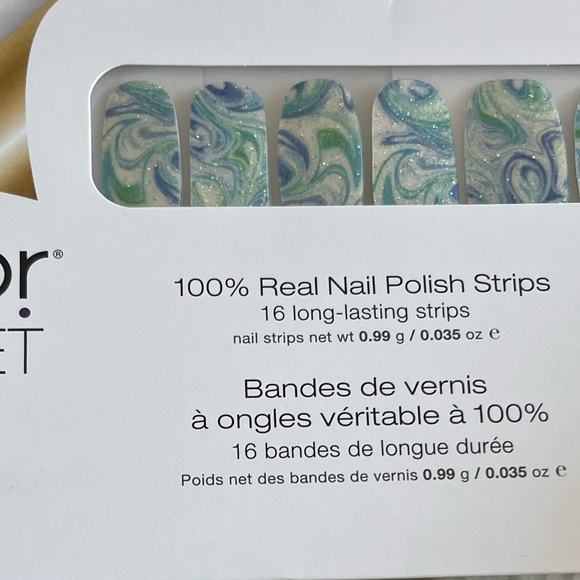 or®
ET
100% Real Nail Polish Strips
16 long-lasting strips
nail strips net wt 0.99 g / 0.035 oz e
Bandes de vernis
à ongles véritable à 100%
16 bandes de longue durée
Poids net des bandes de vernis 0.99 g / 0.035 oz e